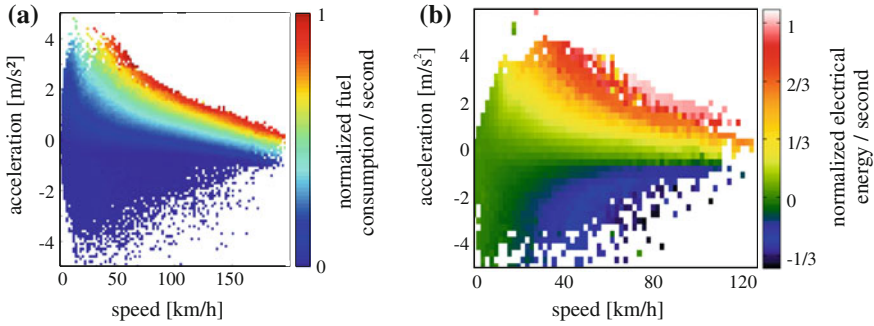 (a)
acceleration [m/s²]
4
2
0
-2
-4
0
50
100
150
speed [km/h]
1
0
normalized fuel
consumption / second
(b)
acceleration [m/s²]
4
2
0
-2
-4
0
40
80
120
speed [km/h]
1
2/3
1/3
0
-1/3
normalized electrical
energy / second